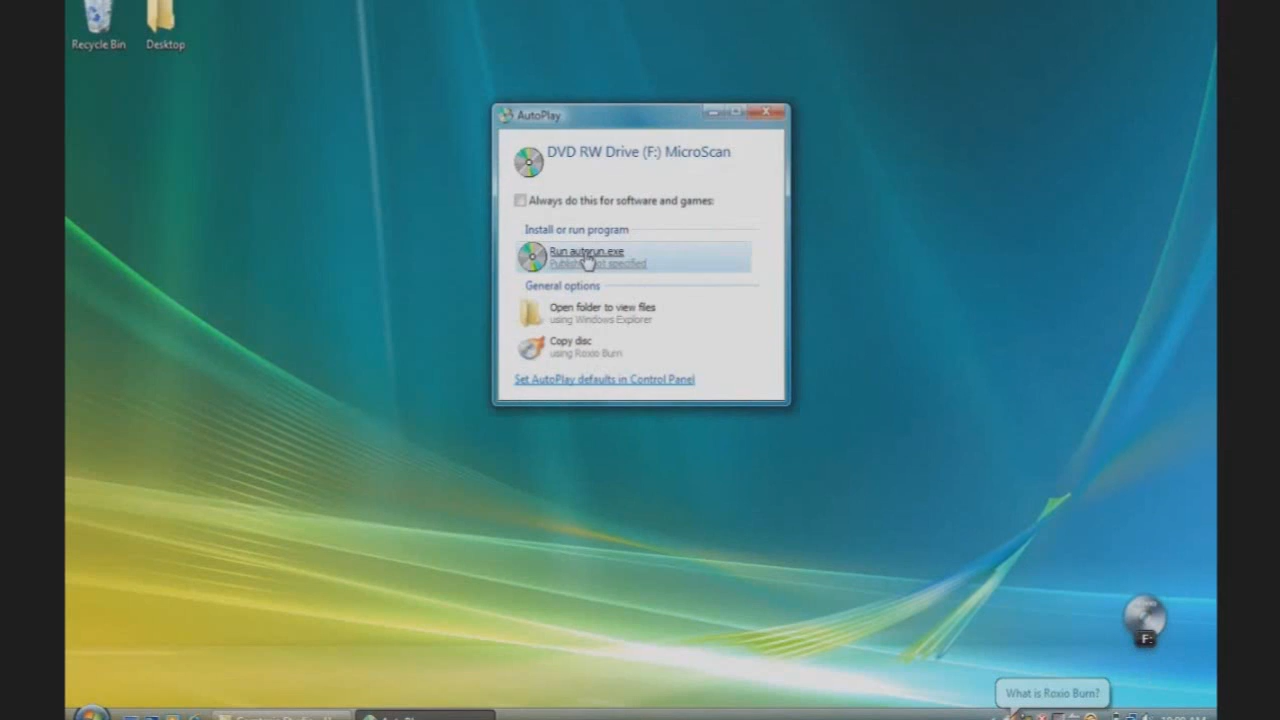 Recycle Bin
Desktop
AutoPlay
DVD RW Drive (F:) MicroScan
Always do this for software and games:
Install or run program
Run autorun.exe
not specified
General options
Open folder to view files
using Windows Explorer
Copy disc
using Roxio Burn
Set AutoPlay defaults in Control Panel
F:
What is Roxio Burn?